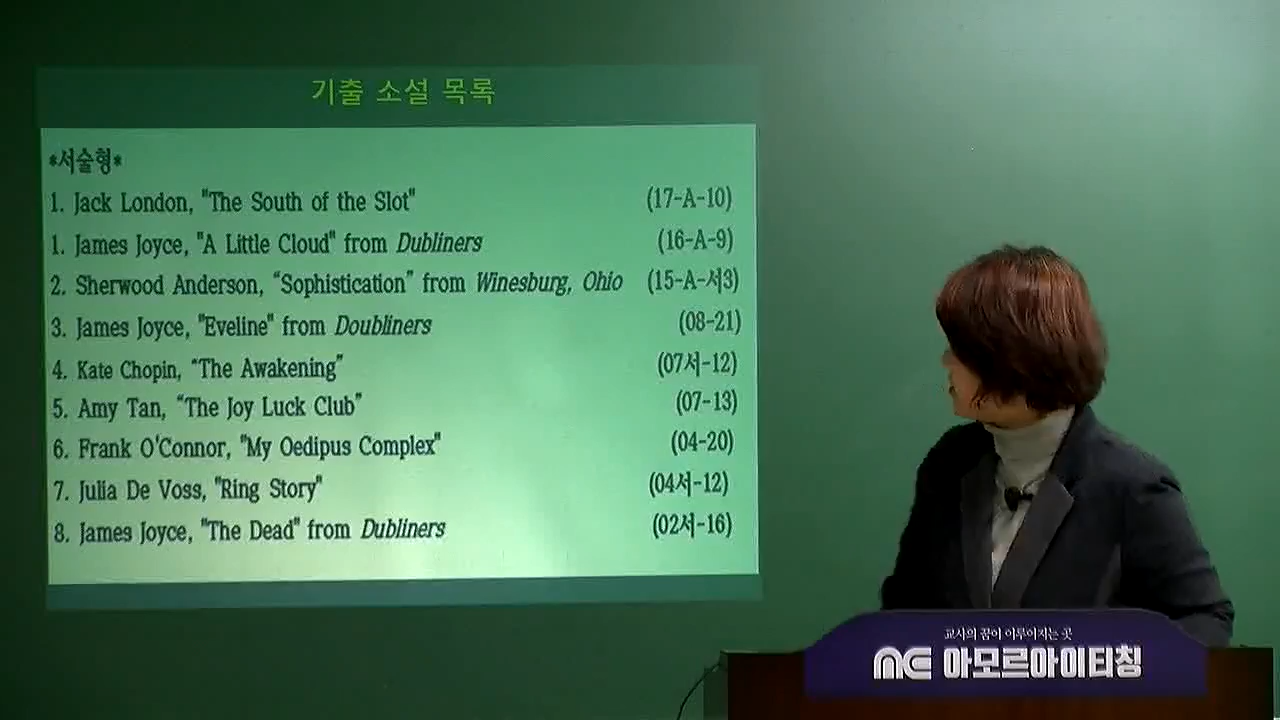 기출 소설 목록
*서술형*
1. Jack London, "The South of the Slot" (17-A-10)
1. James Joyce, "A Little Cloud" from Dubliners (16-A-9)
2. Sherwood Anderson, “Sophistication” from Winesburg, Ohio (15-A-서3)
3. James Joyce, "Eveline" from Doubliners (08-21)
4. Kate Chopin, “The Awakening” (07서-12)
5. Amy Tan, “The Joy Luck Club” (07-13)
6. Frank O'Connor, "My Oedipus Complex" (04-20)
7. Julia De Voss, "Ring Story" (04서-12)
8. James Joyce, "The Dead" from Dubliners (02서-16)
교사의 꿈이 이루어지는 곳
아모르아이티칭